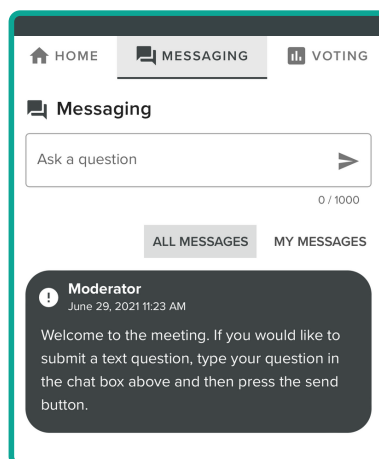 HOME MESSAGING VOTING
Messaging
Ask a question
0 / 1000
ALL MESSAGES MY MESSAGES
Moderator
June 29, 2021 11:23 AM
Welcome to the meeting. If you would like to
submit a text question, type your question in
the chat box above and then press the send
button.